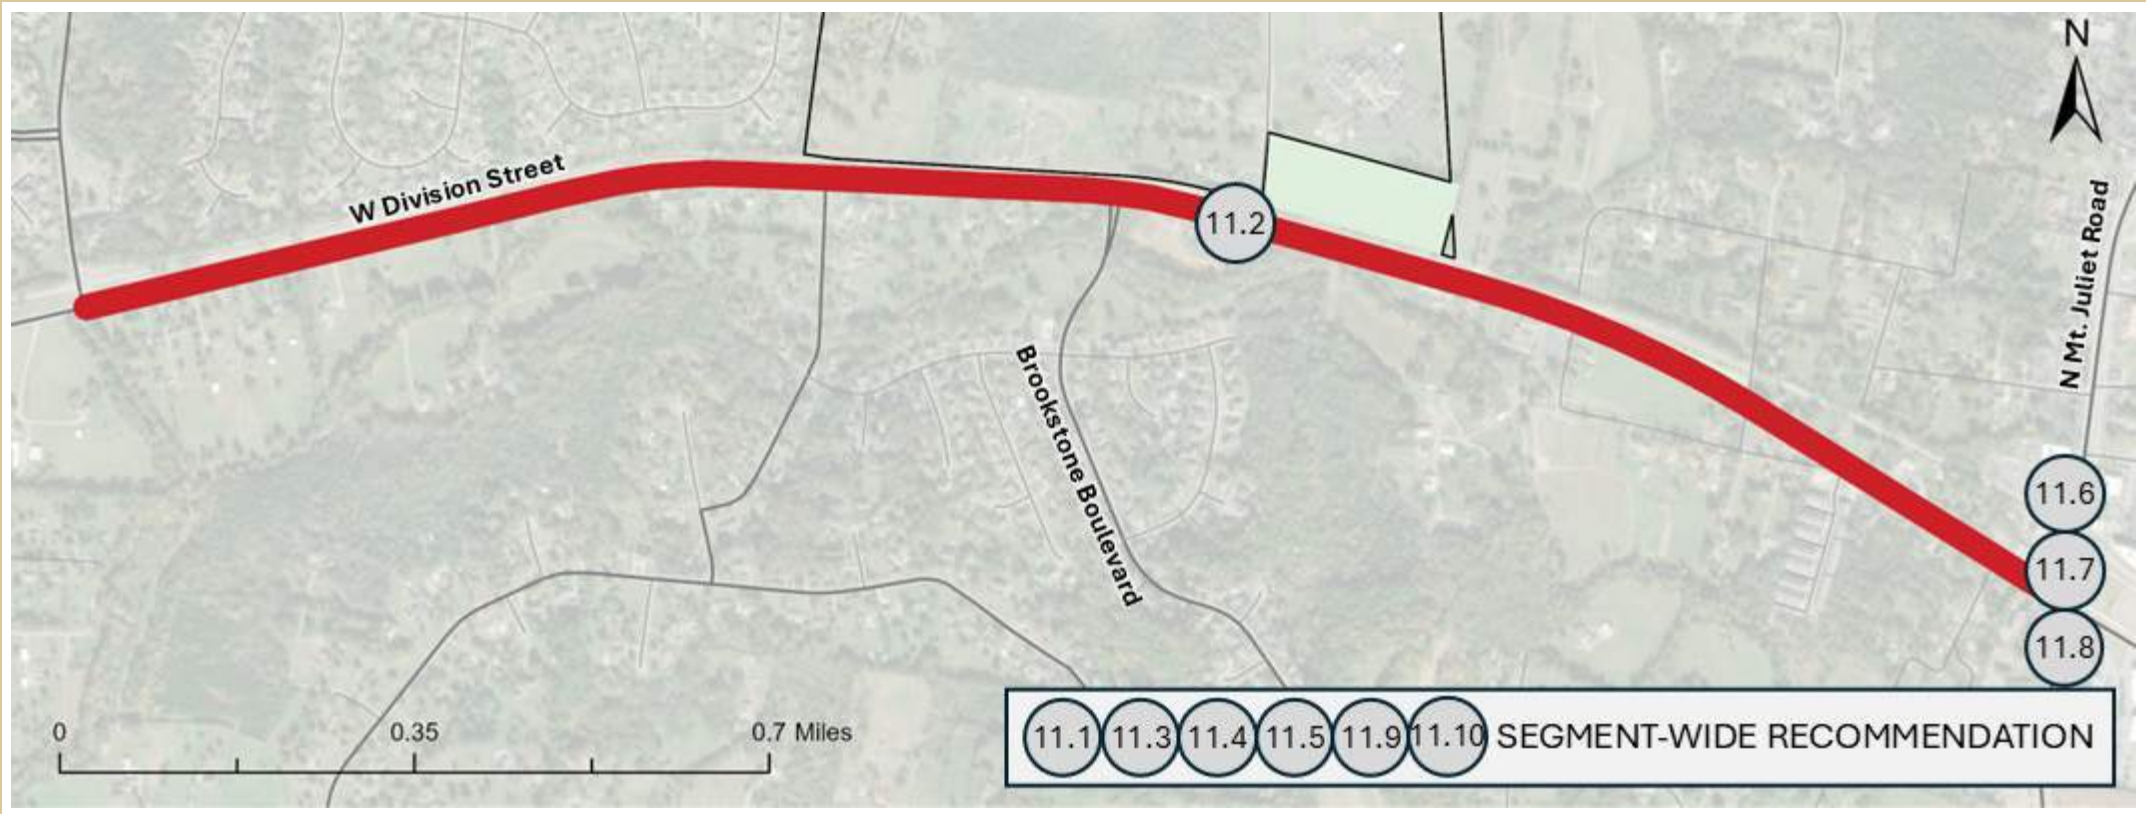 N
W Division Street
11.2
N Mt. Juliet Road
Brookstone Boulevard
11.6
11.7
11.8
0 0.35 0.7 Miles
11.1 11.3 11.4 11.5 11.9 11.10 SEGMENT-WIDE RECOMMENDATION